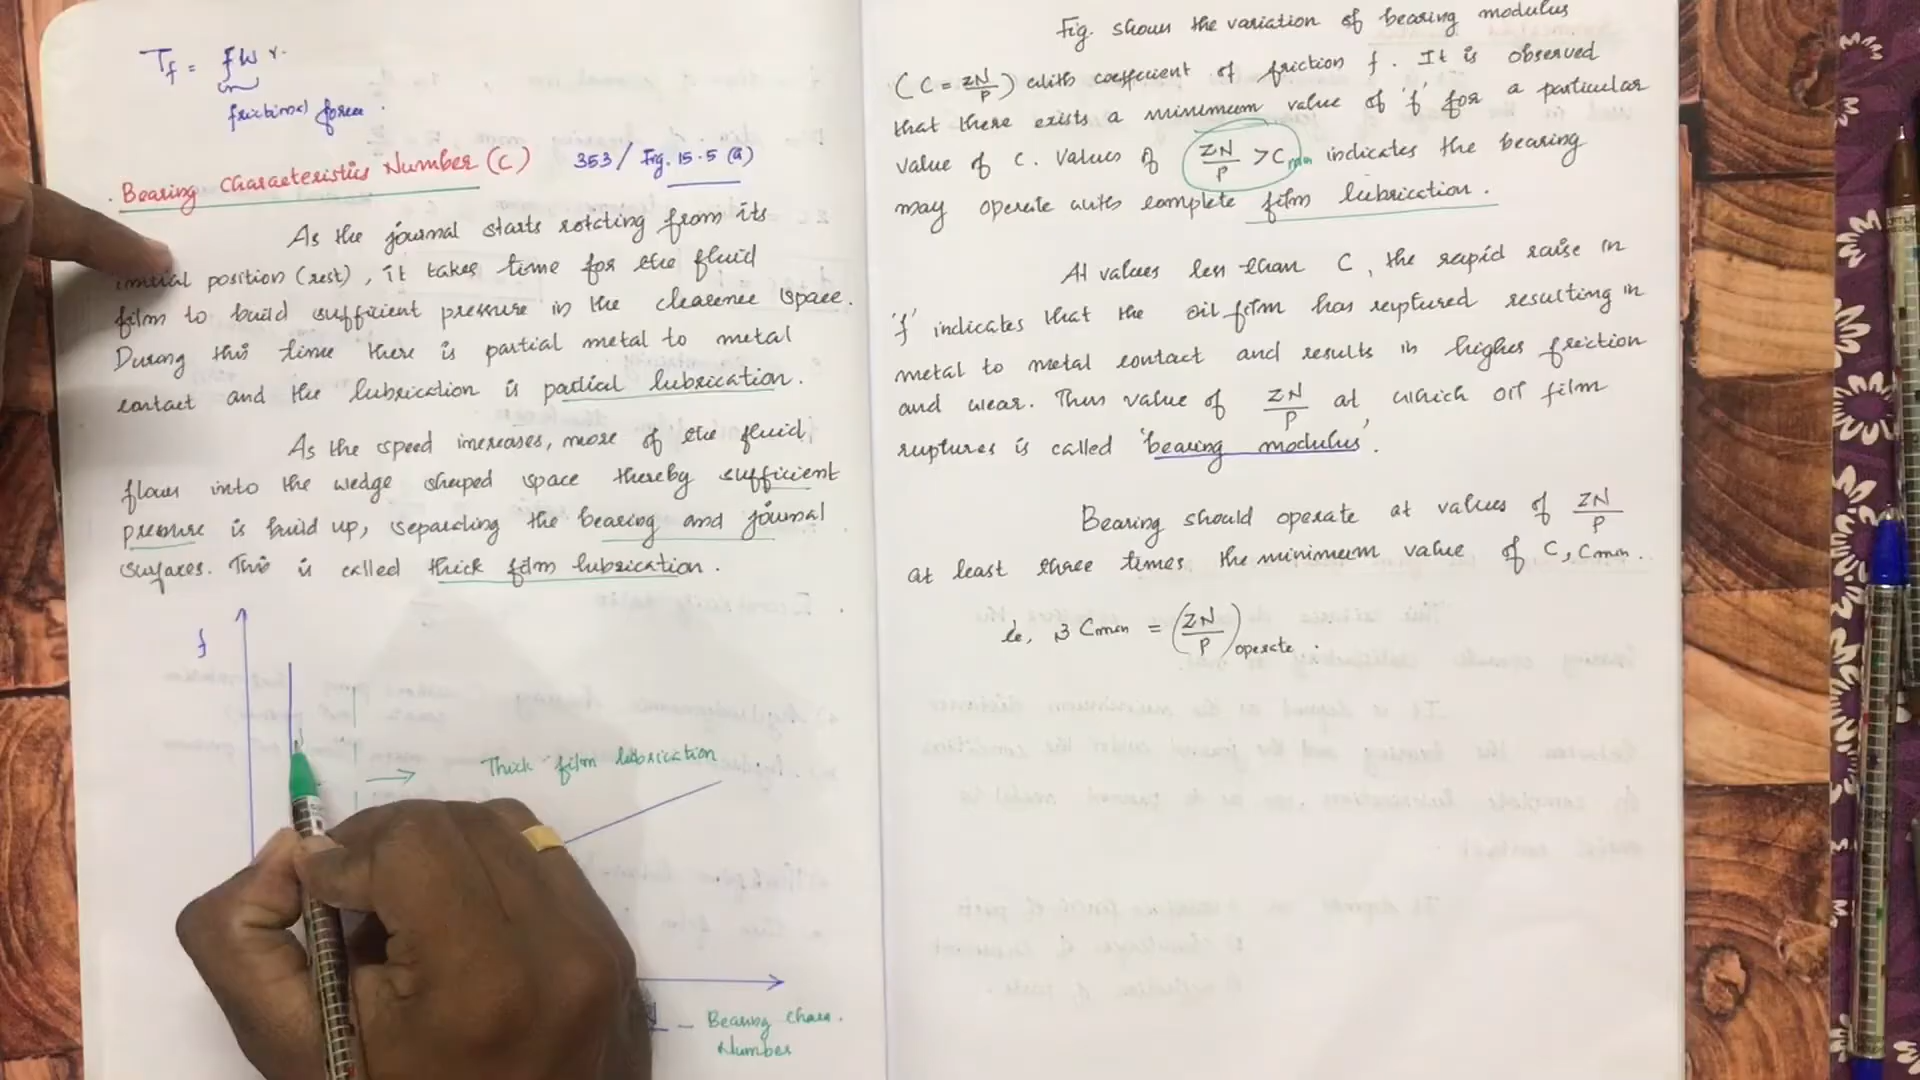 Tf = fW r.
frictional force.
Bearing Characteristics Number (C) 353/ Fig. 15.5 (a)
As the journal starts rotating from its
initial position (rest), it takes time for the fluid
film to build sufficient pressure in the clearence space.
During this time there is partial metal to metal
contact and the lubrication is partial lubrication.
As the speed increases, more of the fluid
flows into the wedge shaped space thereby sufficient
pressure is build up, separating the bearing and journal
surfaces. This is called thick film lubrication.
f
Thick film lubrication
Bearing Chara.
Number
Fig. shows the variation of bearing modulus
(C = ZN/P) with coefficient of friction f. It is observed
that there exists a minimum value of 'f' for a particular
value of C. Values of ZN/P > Cmin indicates the bearing
may operate with complete film lubrication.
At values less than C, the rapid raise in
'f' indicates that the oil film has ruptured resulting in
metal to metal contact and results in higher friction
and wear. Thus value of ZN/P at which oil film
ruptures is called 'bearing modulus'.
Bearing should operate at values of ZN/P
at least three times the minimum value of C, Cmin.
ie, 3 Cmin = (ZN/P)operate.